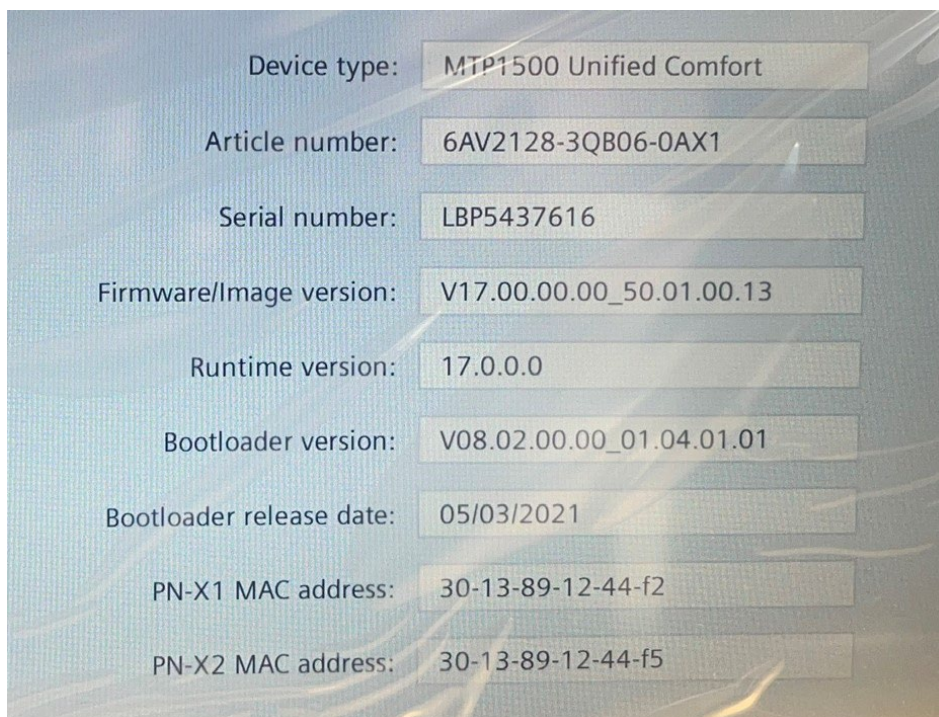 Device type: MTP1500 Unified Comfort
Article number: 6AV2128-3QB06-0AX1
Serial number: LBP5437616
Firmware/Image version: V17.00.00.00_50.01.00.13
Runtime version: 17.0.0.0
Bootloader version: V08.02.00.00_01.04.01.01
Bootloader release date: 05/03/2021
PN-X1 MAC address: 30-13-89-12-44-f2
PN-X2 MAC address: 30-13-89-12-44-f5